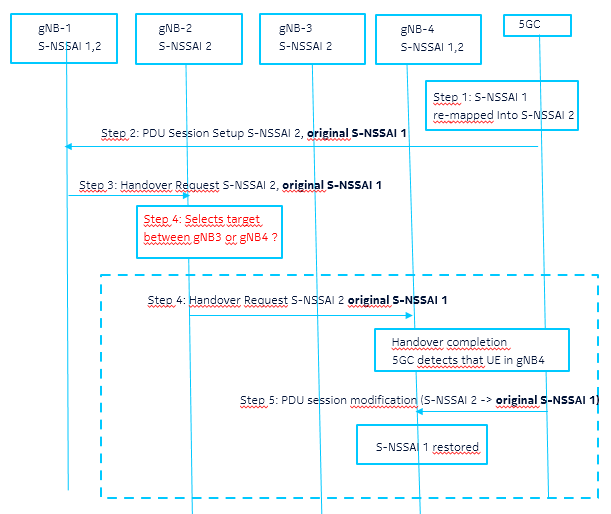 gNB-1
S-NSSAI 1,2
gNB-2
S-NSSAI 2
gNB-3
S-NSSAI 2
gNB-4
S-NSSAI 1,2
5GC
Step 1: S-NSSAI 1
re-mapped Into S-NSSAI 2
Step 2: PDU Session Setup S-NSSAI 2, original S-NSSAI 1
Step 3: Handover Request S-NSSAI 2, original S-NSSAI 1
Step 4: Selects target
between gNB3 or gNB4 ?
Step 4: Handover Request S-NSSAI 2 original S-NSSAI 1
Handover completion
5GC detects that UE in gNB4
Step 5: PDU session modification (S-NSSAI 2 -> original S-NSSAI 1)
S-NSSAI 1 restored